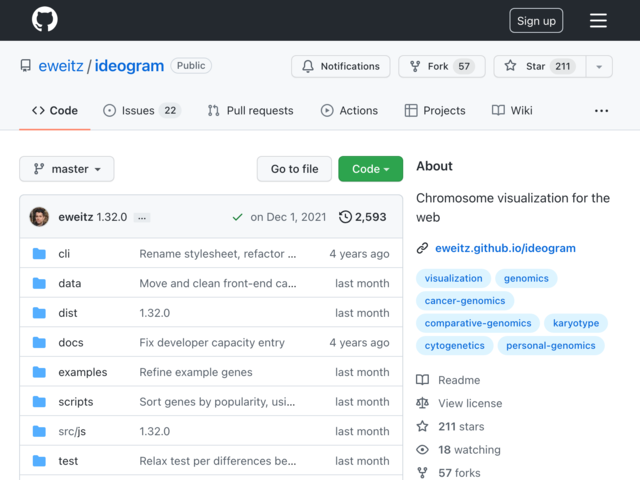 Sign up
eweitz / ideogram Public
Notifications Fork 57 Star 211
Code Issues 22 Pull requests Actions Projects Wiki ...
master Go to file Code
eweitz 1.32.0 ... on Dec 1, 2021 2,593
cli Rename stylesheet, refactor ... 4 years ago
data Move and clean front-end ca... last month
dist 1.32.0 last month
docs Fix developer capacity entry 4 years ago
examples Refine example genes last month
scripts Sort genes by popularity, usi... last month
src/js 1.32.0 last month
test Relax test per differences be... last month
About
Chromosome visualization for the
web
eweitz.github.io/ideogram
visualization genomics
cancer-genomics
comparative-genomics karyotype
cytogenetics personal-genomics
Readme
View license
211 stars
18 watching
57 forks